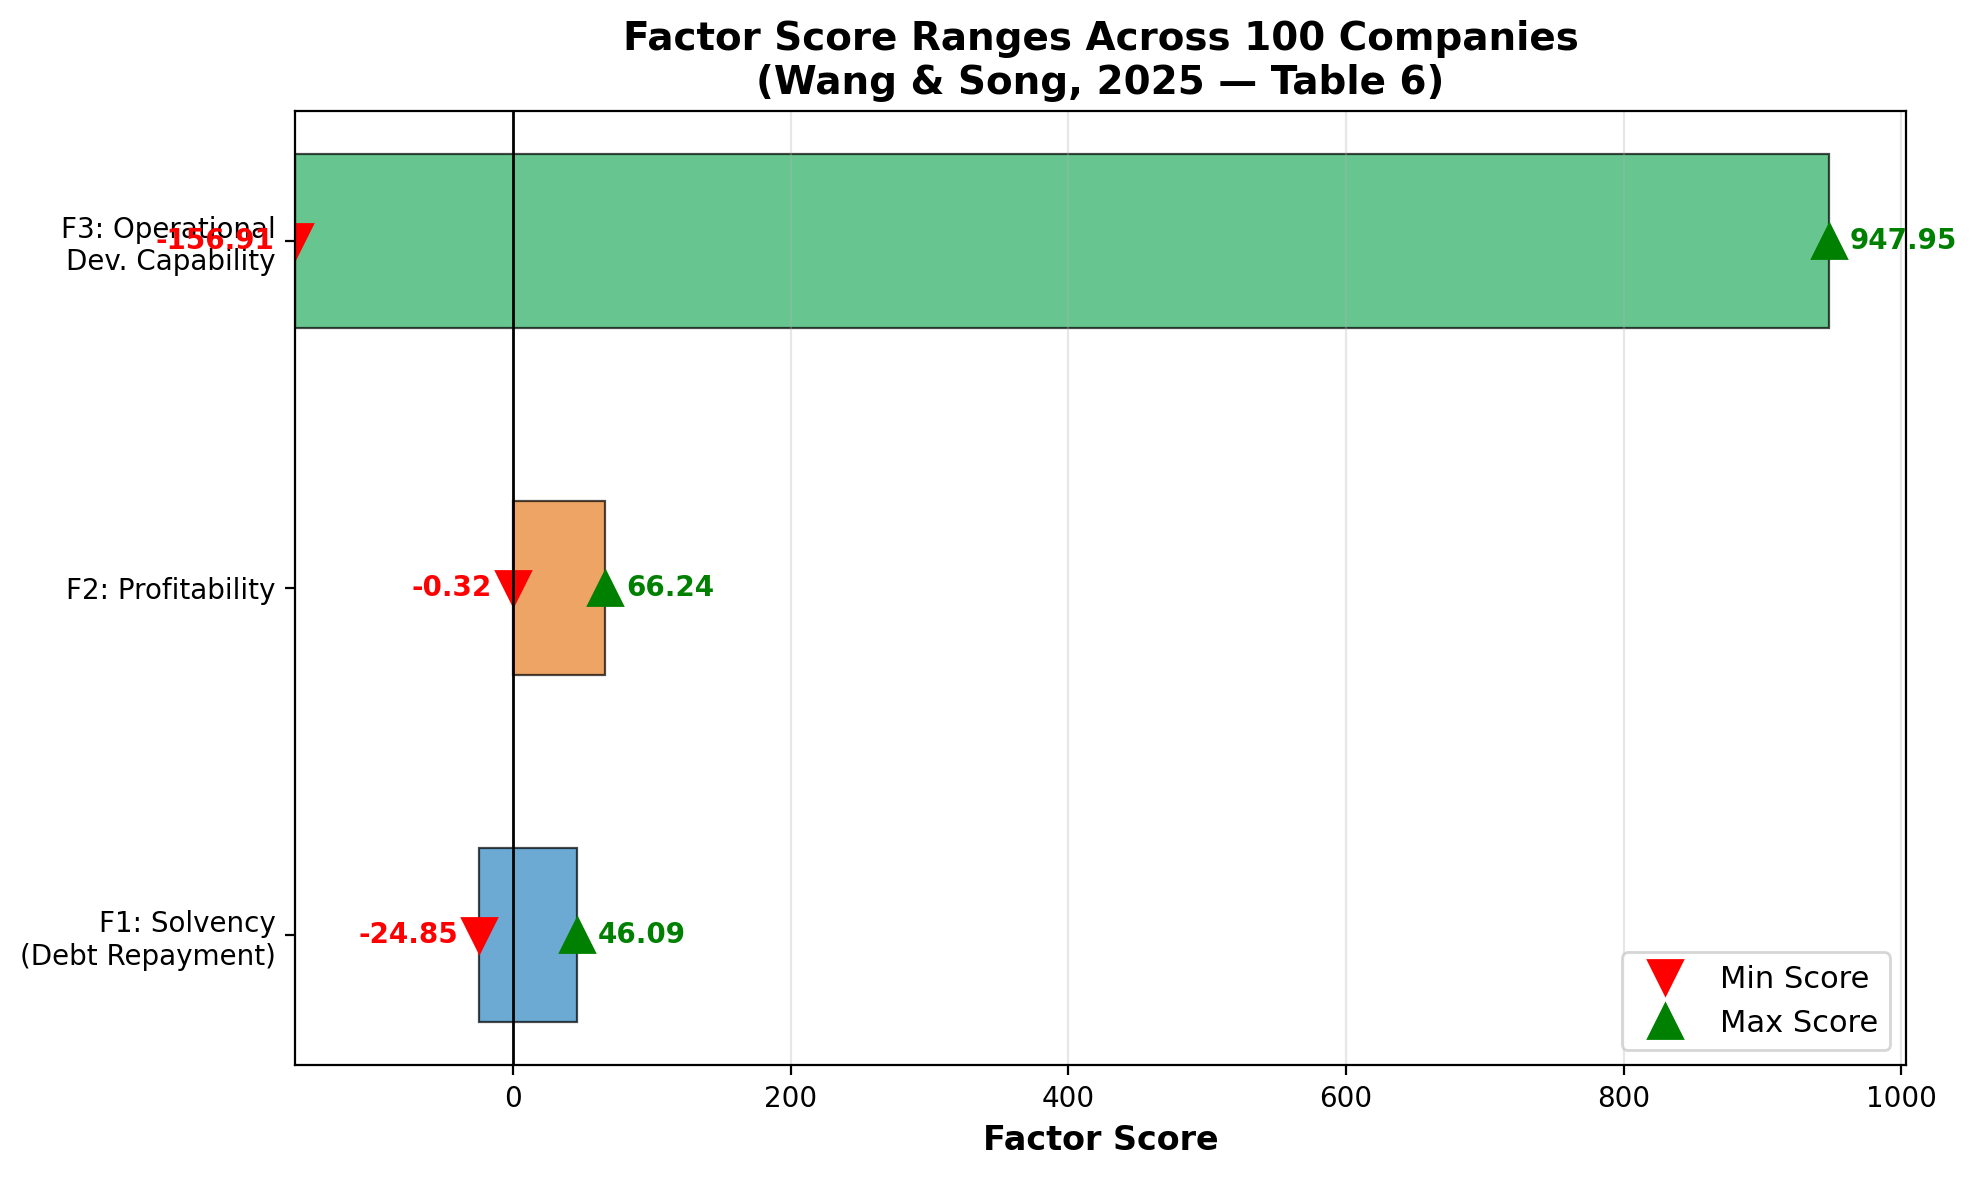 Factor Score Ranges Across 100 Companies
(Wang & Song, 2025 — Table 6)
F3: Operational
Dev. Capability
-156.91
947.95
F2: Profitability
-0.32
66.24
F1: Solvency
(Debt Repayment)
-24.85
46.09
Min Score
Max Score
0
200
400
600
800
1000
Factor Score